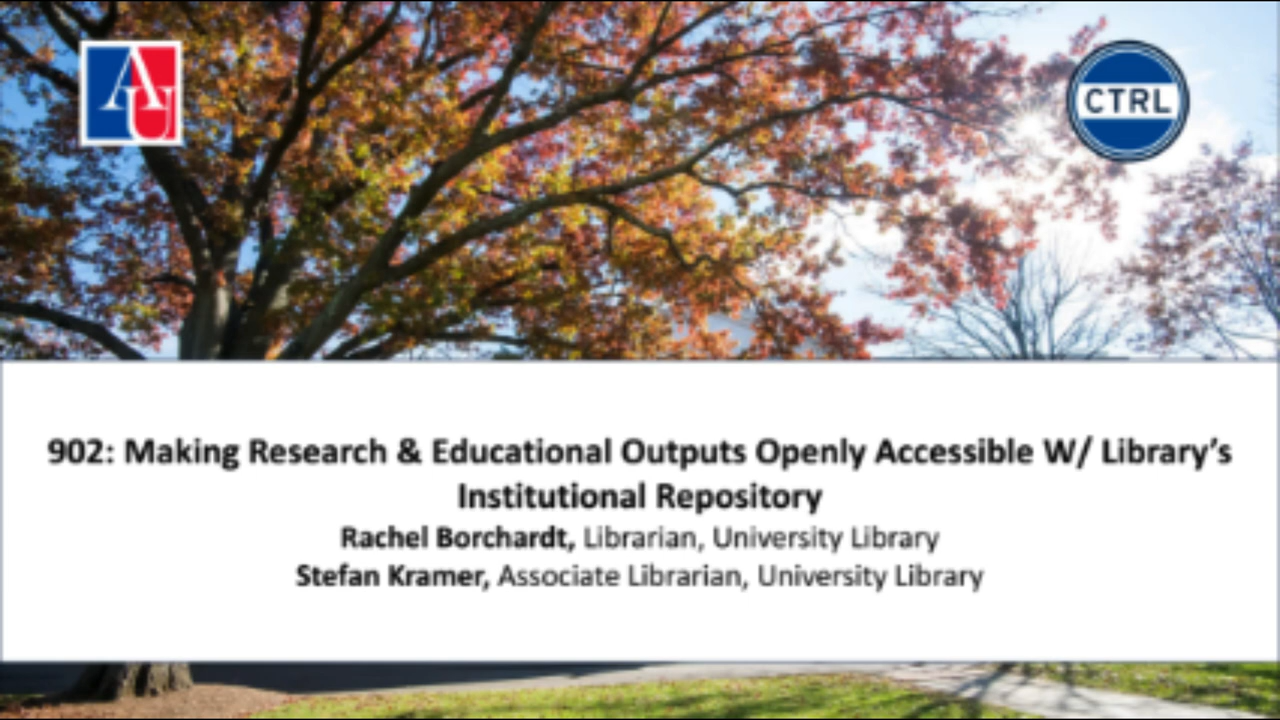 AU
CTRL
902: Making Research & Educational Outputs Openly Accessible W/ Library’s
Institutional Repository
Rachel Borchardt, Librarian, University Library
Stefan Kramer, Associate Librarian, University Library